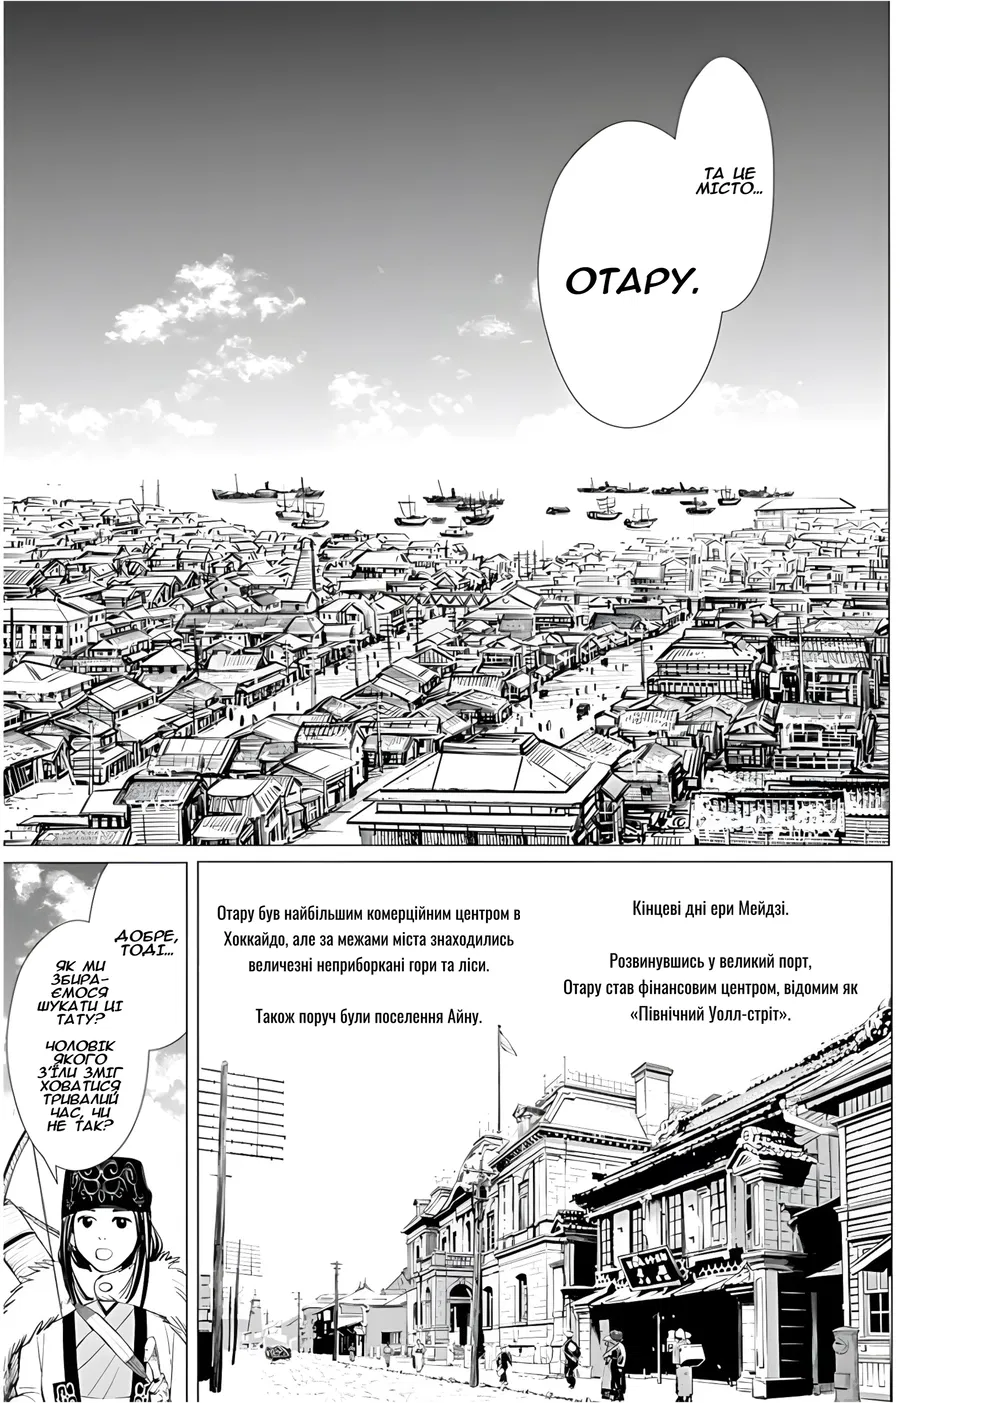 ТА ЦЕ
МІСТО...
ОТАРУ.
Кінцеві дні ери Мейдзі.
Розвинувшись у великий порт,
Отару став фінансовим центром, відомим як
«Північний Уолл-стріт».
Отару був найбільшим комерційним центром в
Хоккайдо, але за межами міста знаходились
величезні неприборкані гори та ліси.
Також поруч були поселення Айну.
ДОБРЕ,
ТОДІ...
ЯК МИ
ЗБИРА-
ЄМОСЯ
ШУКАТИ ЦІ
ТАТУ?
ЧОЛОВІК
ЯКОГО
З'ЇЛИ ЗМІГ
ХОВАТИСЯ
ТРИВАЛИЙ
ЧАС, ЧИ
НЕ ТАК?